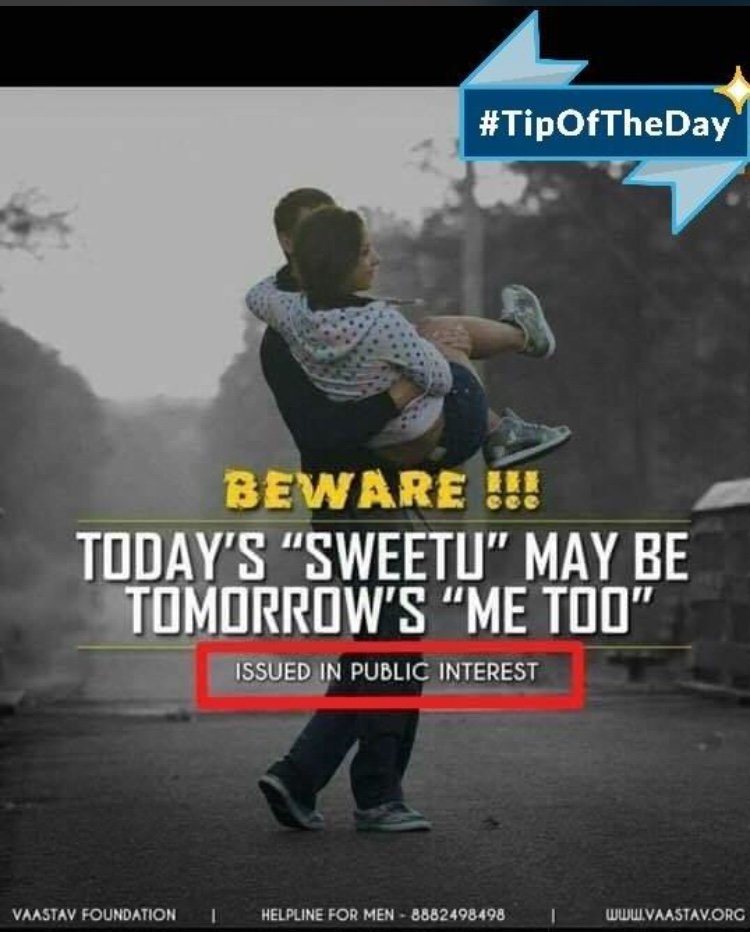 #TipOfTheDay
BEWARE !!!
TODAY'S "SWEETU" MAY BE
TOMORROW'S "ME TOO"
ISSUED IN PUBLIC INTEREST
VAASTAV FOUNDATION | HELPLINE FOR MEN - 8882498498 | WWW.VAASTAV.ORG